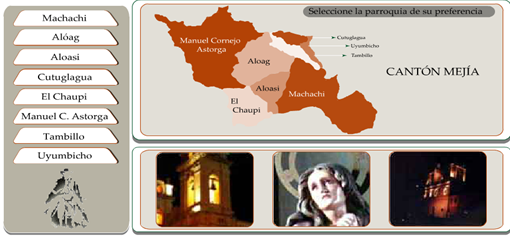 Machachi
Alóag
Aloasi
Cutuglagua
El Chaupi
Manuel C. Astorga
Tambillo
Uyumbicho
Seleccione la parroquia de su preferencia
Manuel Cornejo
Astorga
Aloag
Aloasi
El
Chaupi
Machachi
Cutuglagua
Uyumbicho
Tambillo
CANTÓN MEJÍA